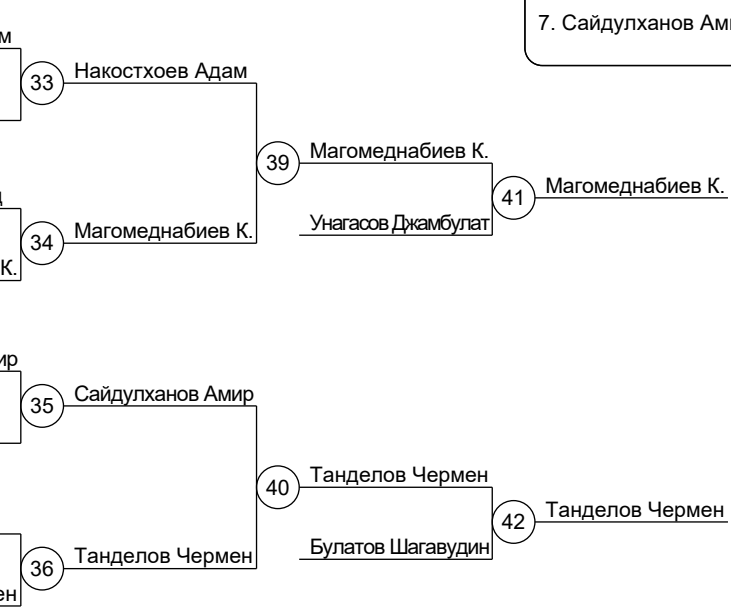 7. Сайдулханов
33
Накостхоев Адам
39
Магомеднабиев К.
41
Магомеднабиев К.
Унагасов Джамбулат
34
Магомеднабиев К.
К.
35
Сайдулханов Амир
40
Танделов Чермен
42
Танделов Чермен
Булатов Шагавудин
36
Танделов Чермен